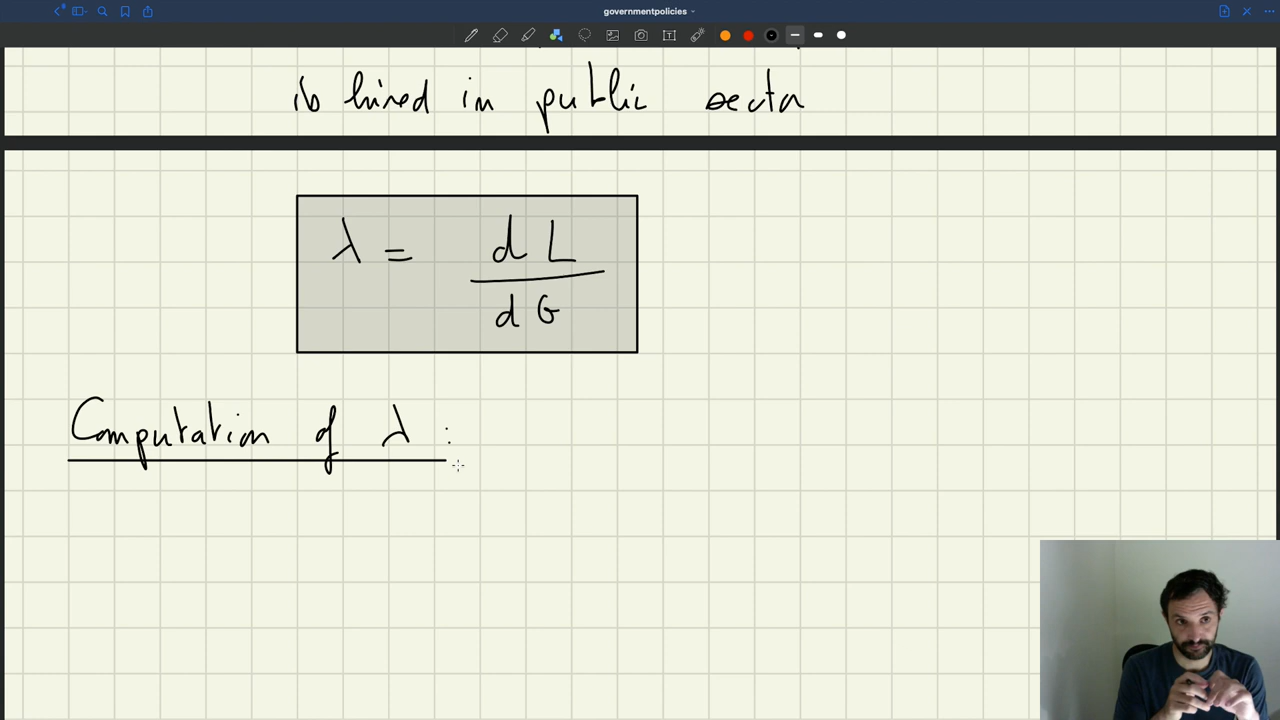 governmentpolicies
is hired in public sector
λ = dL
dG
Computation of λ :